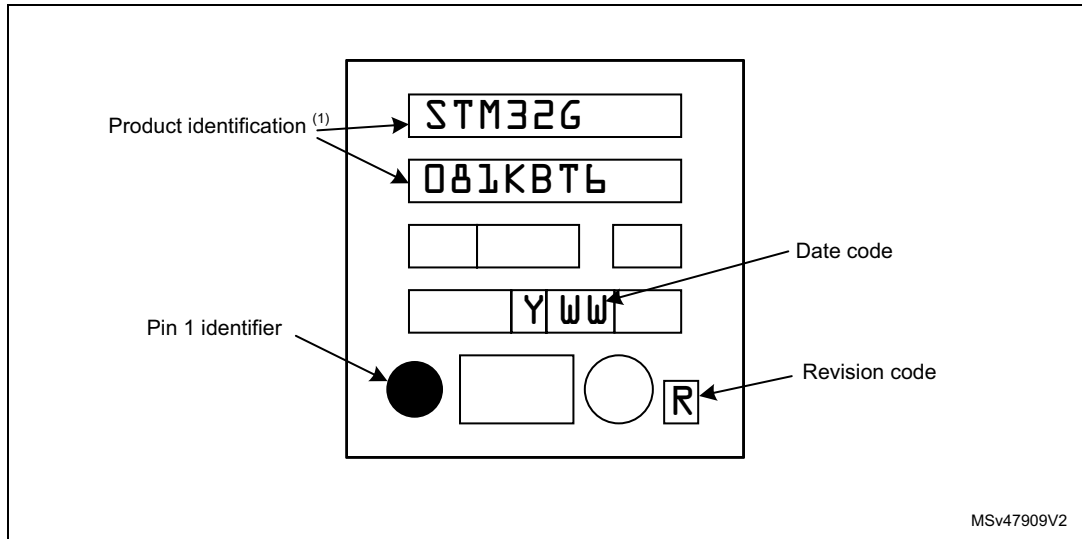 STM32G
Product identification (1)
081KBT6
Date code
Y WW
Pin 1 identifier
Revision code
R
MSv47909V2